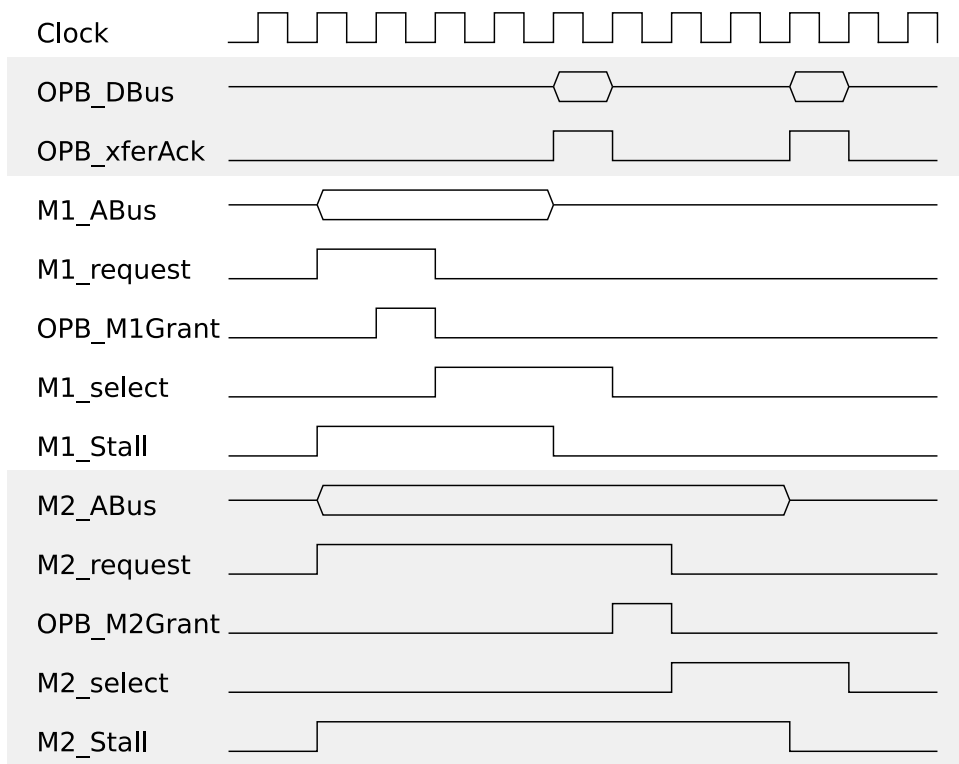 Clock
OPB_DBus
OPB_xferAck
M1_ABus
M1_request
OPB_M1Grant
M1_select
M1_Stall
M2_ABus
M2_request
OPB_M2Grant
M2_select
M2_Stall